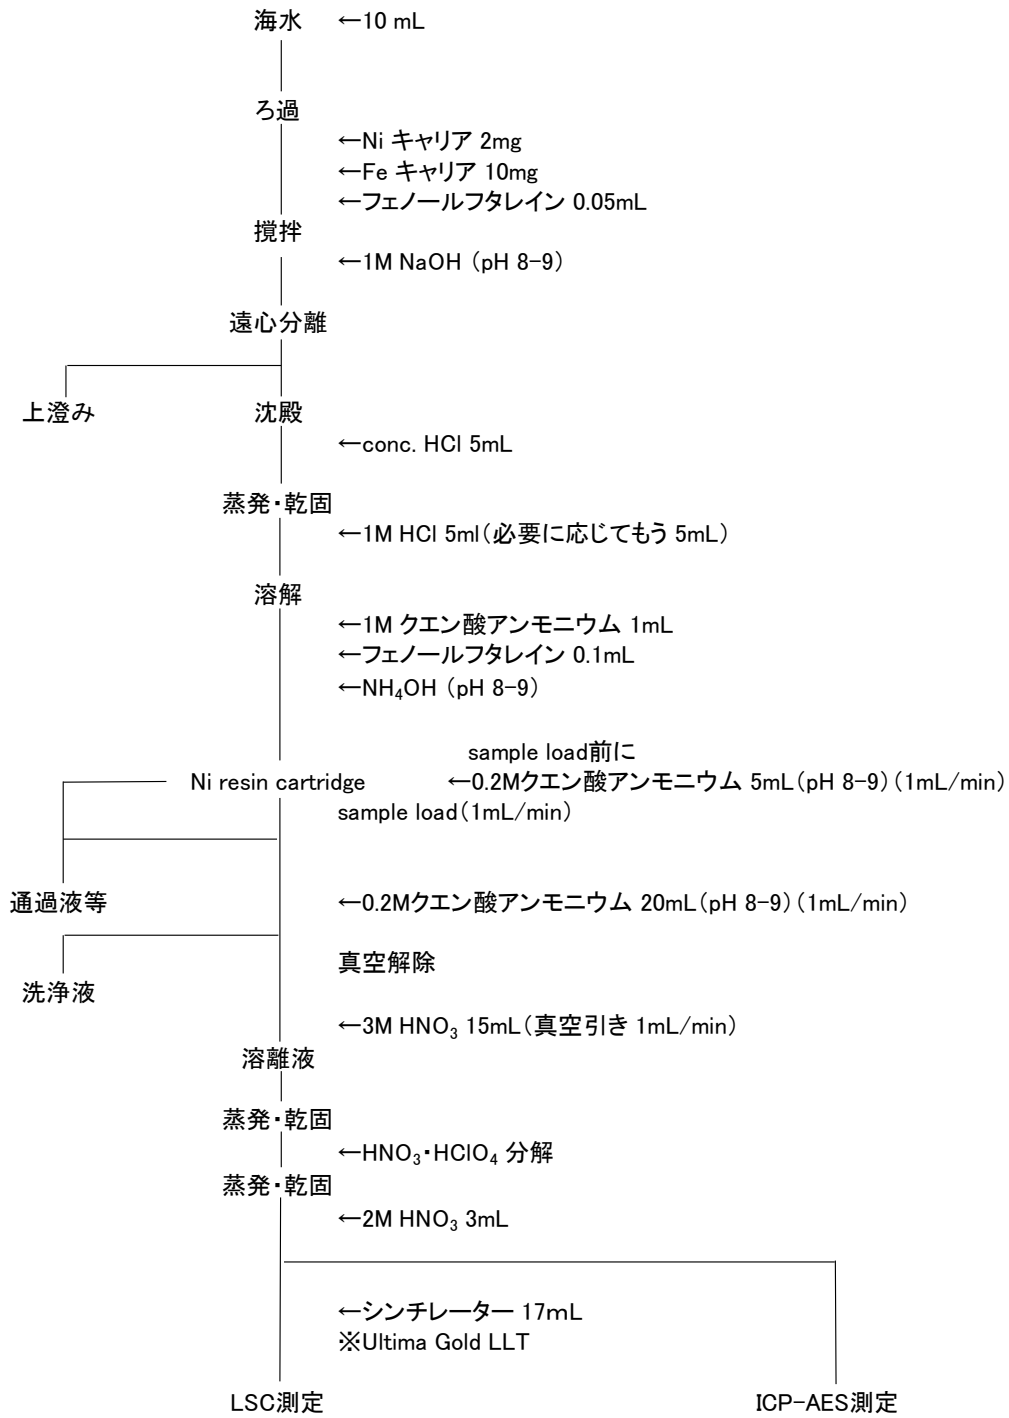 海水 ←10 mL
ろ過
←Ni キャリア 2mg
←Fe キャリア 10mg
←フェノールフタレイン 0.05mL
撹拌
←1M NaOH (pH 8-9)
遠心分離
上澄み 沈殿
←conc. HCl 5mL
蒸発・乾固
←1M HCl 5ml(必要に応じてもう 5mL)
溶解
←1M クエン酸アンモニウム 1mL
←フェノールフタレイン 0.1mL
←NH₄OH (pH 8-9)
sample load前に
Ni resin cartridge ←0.2Mクエン酸アンモニウム 5mL(pH 8-9)(1mL/min)
sample load(1mL/min)
通過液等 ←0.2Mクエン酸アンモニウム 20mL(pH 8-9)(1mL/min)
真空解除
洗浄液
←3M HNO₃ 15mL(真空引き 1mL/min)
溶離液
蒸発・乾固
←HNO₃・HClO₄ 分解
蒸発・乾固
←2M HNO₃ 3mL
←シンチレーター 17mL
※Ultima Gold LLT
LSC測定 ICP-AES測定